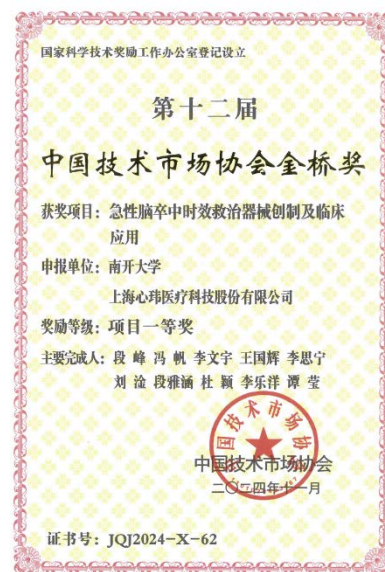 国家科学技术奖励工作办公室登记设立
第十二届
中国技术市场协会金桥奖
获奖项目：急性脑卒中时效救治器械创制及临床
应用
申报单位：南开大学
上海心玮医疗科技股份有限公司
奖励等级：项目一等奖
主要完成人：段 峰 冯 帆 李文宇 王国辉 李思宁
刘 淦 段雅涵 杜 颖 李乐洋 谭 莹
中国技术市场协会
中国技术市场协会
二〇二四年十一月
证书号：JQJ2024-X-62